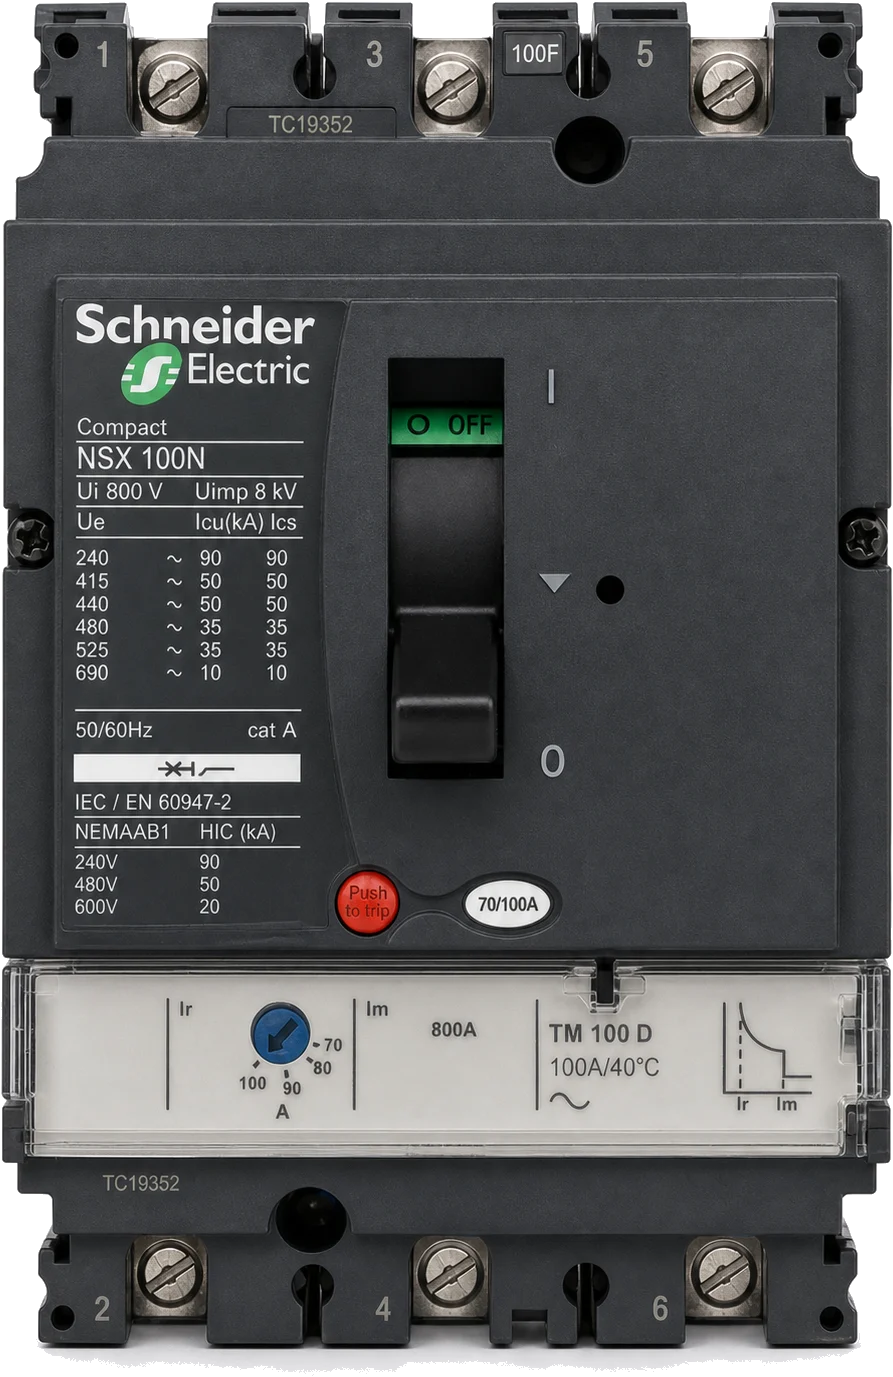 1 3 100F 5
TC19352
Schneider
Electric
Compact
NSX 100N
Ui 800 V Uimp 8 kV
Ue Icu(kA) Ics
240 ~ 90 90
415 ~ 50 50
440 ~ 50 50
480 ~ 35 35
525 ~ 35 35
690 ~ 10 10
50/60Hz cat A
IEC / EN 60947-2
NEMAAB1 HIC (kA)
240V 90
480V 50
600V 20
O OFF
I
O
Push
to trip
70/100A
Ir
70
80
90
100
A
Im
800A
TM 100 D
100A/40°C
~
Ir Im
TC19352
2 4 6